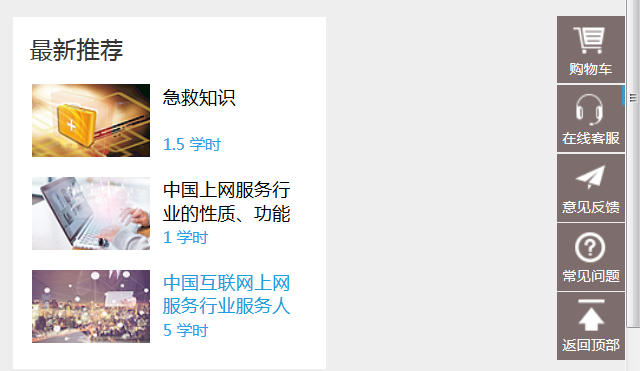 最新推荐
急救知识
1.5 学时
中国上网服务行
业的性质、功能
1 学时
中国互联网上网
服务行业服务人
5 学时
购物车
在线客服
意见反馈
常见问题
返回顶部